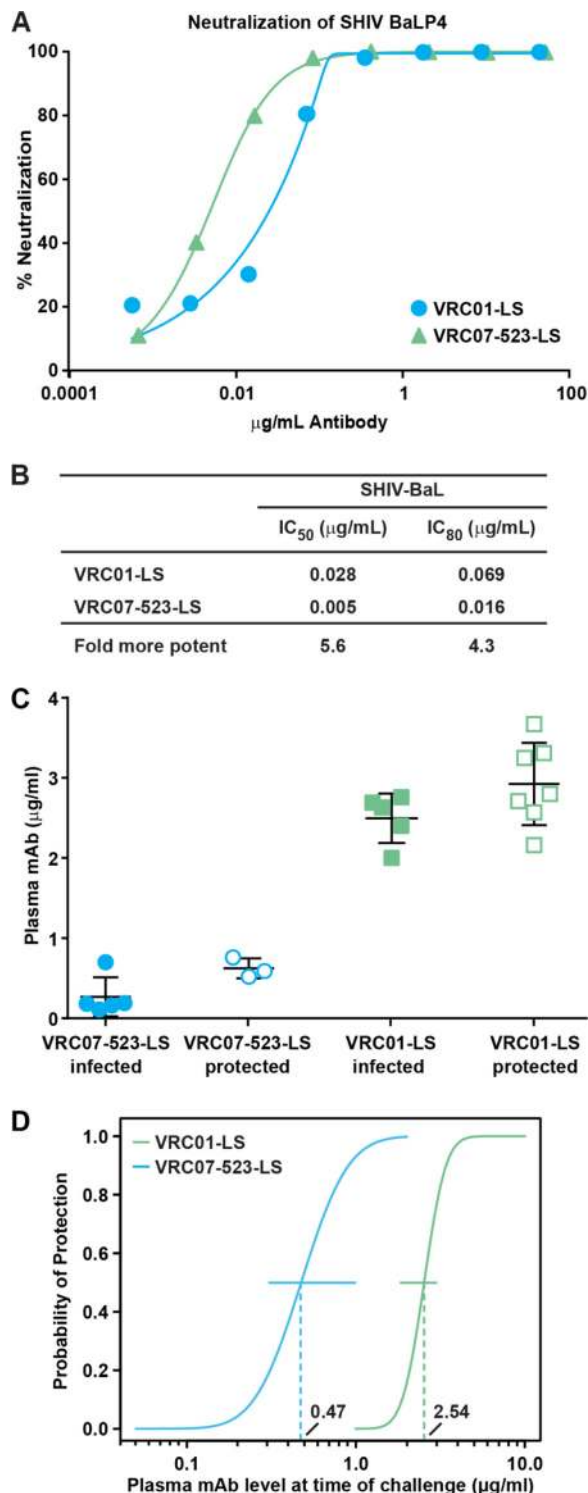 A
Neutralization of SHIV BaLP4
% Neutralization
100
80
60
40
20
0
0.0001
0.01
1
100
µg/mL Antibody
VRC01-LS
VRC07-523-LS
B
SHIV-BaL
IC50 (µg/mL)
IC80 (µg/mL)
VRC01-LS
0.028
0.069
VRC07-523-LS
0.005
0.016
Fold more potent
5.6
4.3
C
Plasma mAb (µg/ml)
4
3
2
1
0
VRC07-523-LS
infected
VRC07-523-LS
protected
VRC01-LS
infected
VRC01-LS
protected
D
VRC01-LS
VRC07-523-LS
Probability of Protection
1.0
0.8
0.6
0.4
0.2
0.0
0.47
2.54
0.1
1.0
10.0
Plasma mAb level at time of challenge (µg/ml)